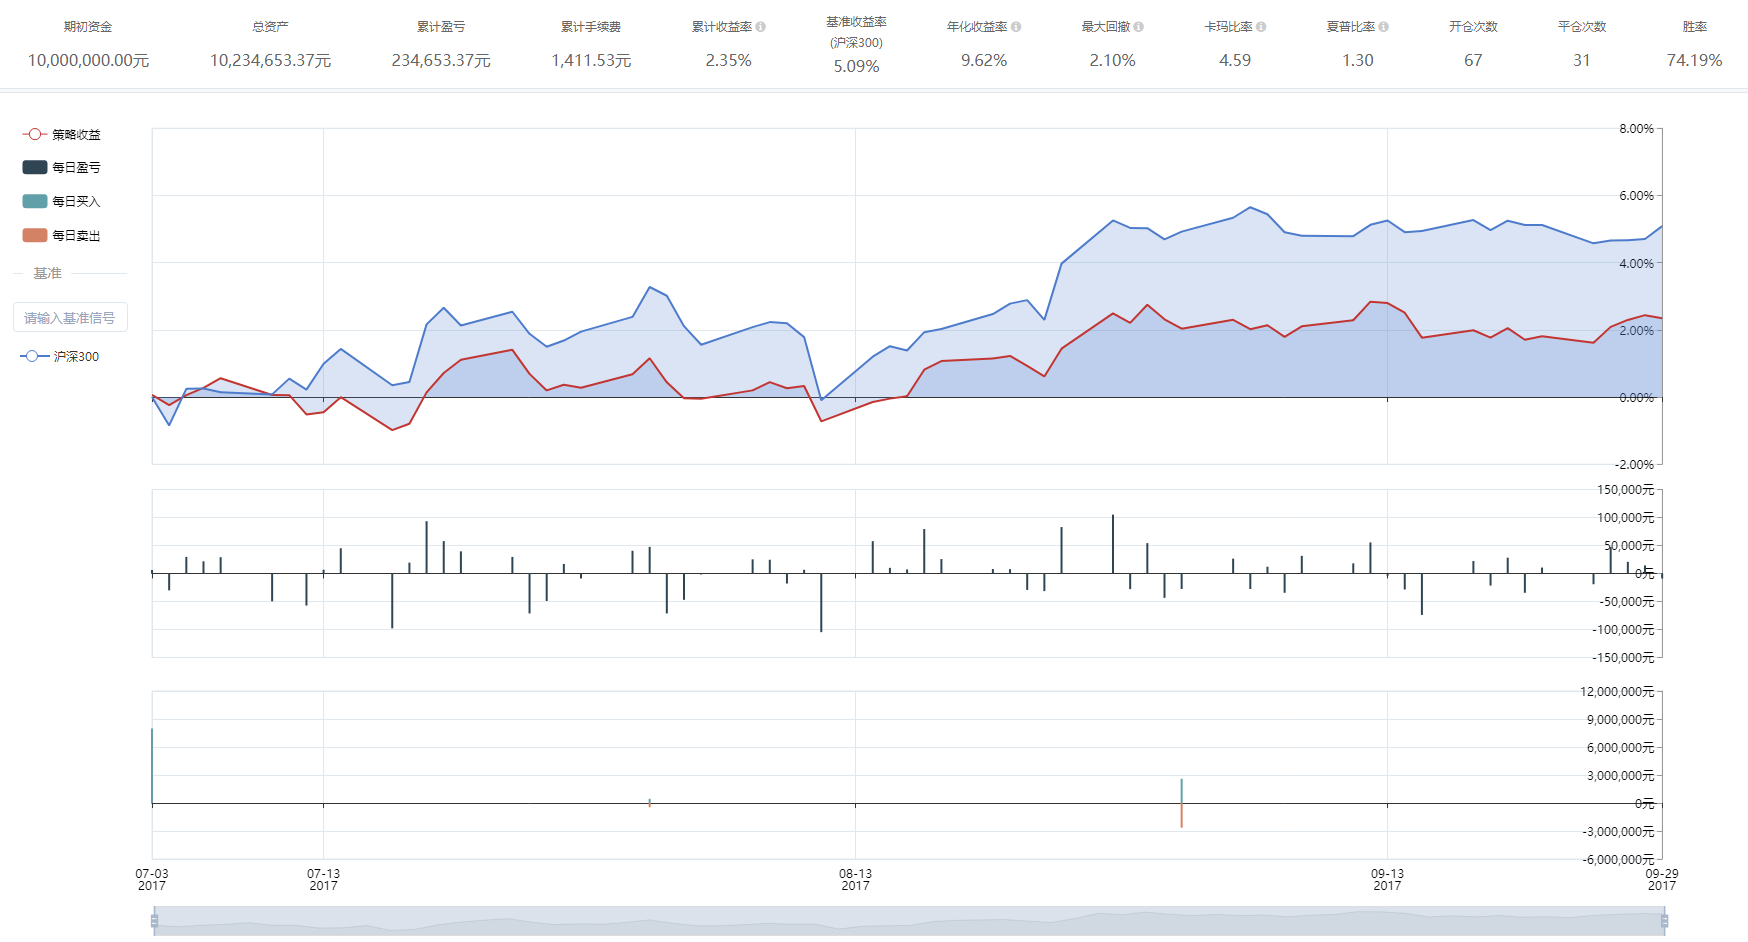 期初资金
10,000,000.00元
总资产
10,234,653.37元
累计盈亏
234,653.37元
累计手续费
1,411.53元
累计收益率
2.35%
基准收益率
(沪深300)
5.09%
年化收益率
9.62%
最大回撤
2.10%
卡玛比率
4.59
夏普比率
1.30
开仓次数
67
平仓次数
31
胜率
74.19%
策略收益
每日盈亏
每日买入
每日卖出
基准
请输入基准信号
沪深300
8.00%
6.00%
4.00%
2.00%
0.00%
-2.00%
150,000元
100,000元
50,000元
0元
-50,000元
-100,000元
-150,000元
12,000,000元
9,000,000元
6,000,000元
3,000,000元
0元
-3,000,000元
-6,000,000元
07-03
2017
07-13
2017
08-13
2017
09-13
2017
09-29
2017